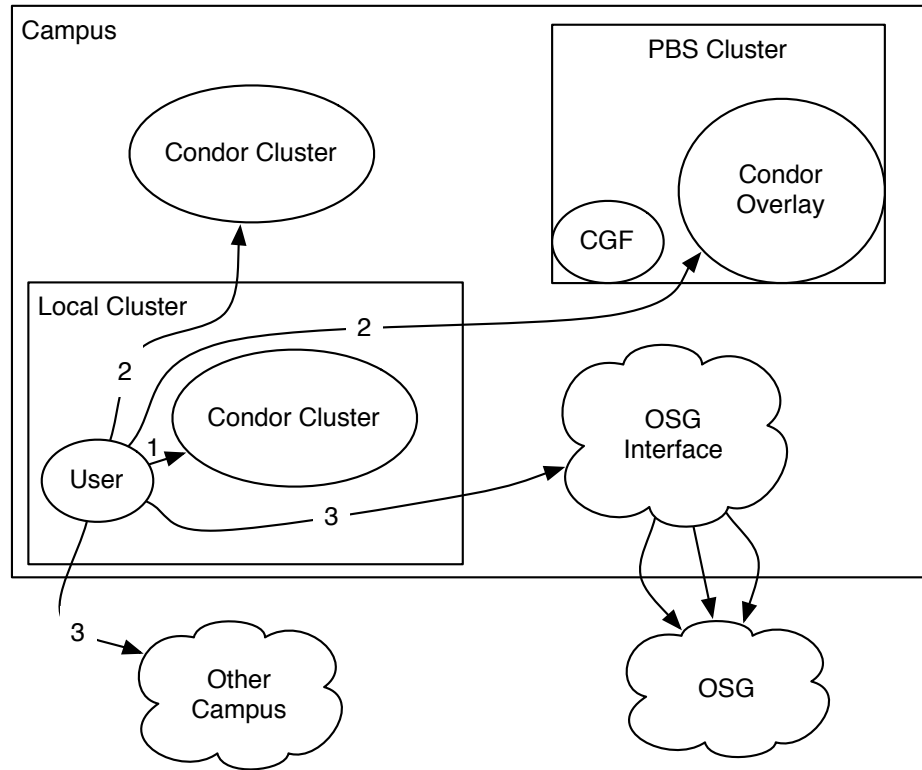 Campus
PBS Cluster
Condor Cluster
Condor
Overlay
CGF
Local Cluster
2
2
Condor Cluster
OSG
Interface
1
User
3
3
Other
Campus
OSG